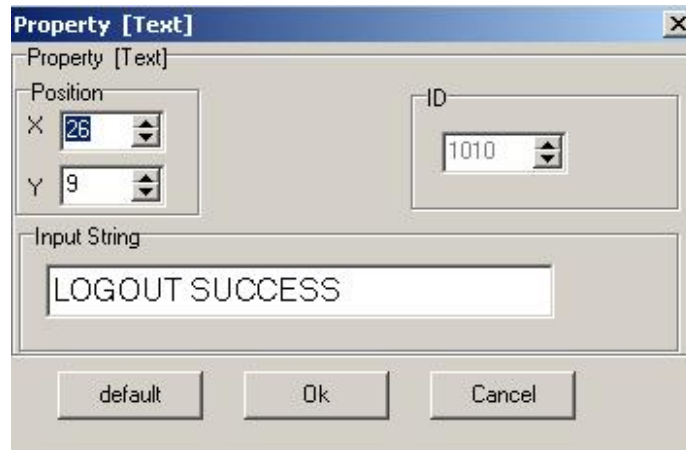 Property [Text]
Property [Text]
Position
ID
X 26
1010
Y 9
Input String
LOGOUT SUCCESS
default Ok Cancel